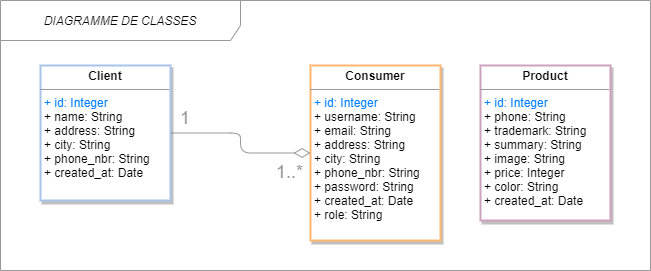 DIAGRAMME DE CLASSES
Client
+ id: Integer
+ name: String
+ address: String
+ city: String
+ phone_nbr: String
+ created_at: Date
1
1..*
Consumer
+ id: Integer
+ username: String
+ email: String
+ address: String
+ city: String
+ phone_nbr: String
+ password: String
+ created_at: Date
+ role: String
Product
+ id: Integer
+ phone: String
+ trademark: String
+ summary: String
+ image: String
+ price: Integer
+ color: String
+ created_at: Date